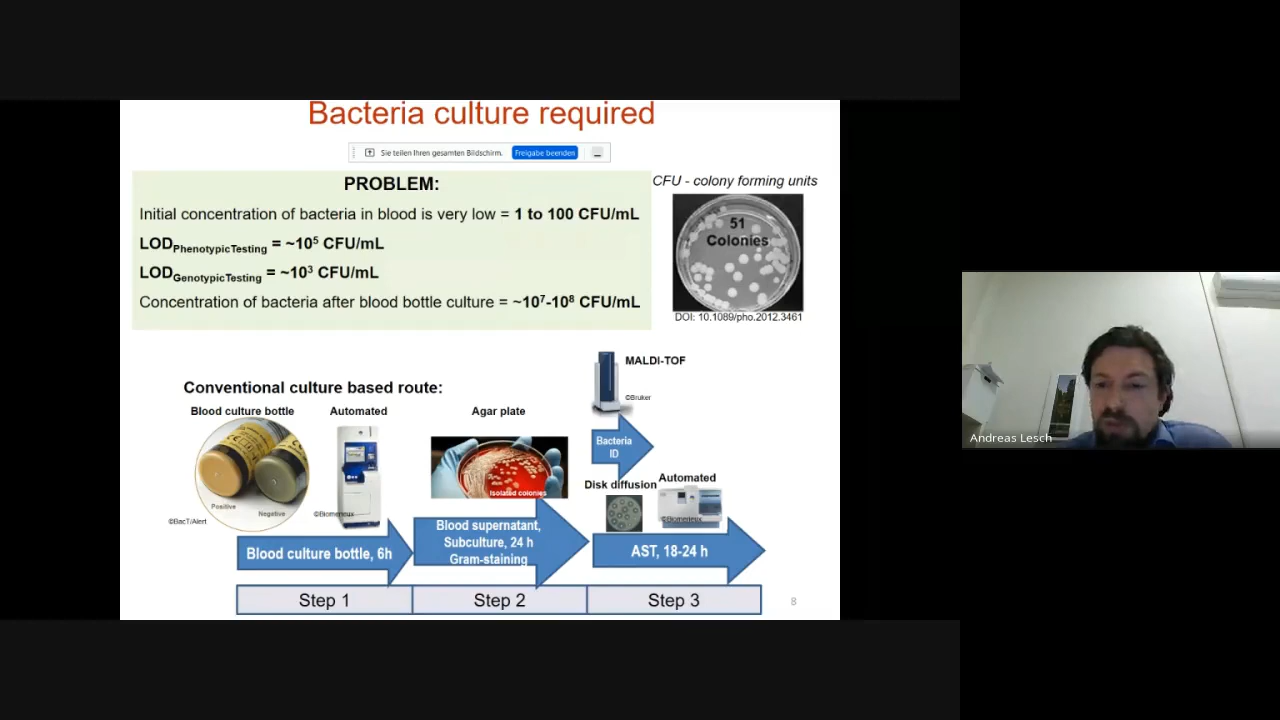 Bacteria culture required
Sie teilen Ihren gesamten Bildschirm. Freigabe beenden
PROBLEM:
Initial concentration of bacteria in blood is very low = 1 to 100 CFU/mL
LOD_PhenotypicTesting = ~10⁵ CFU/mL
LOD_GenotypicTesting = ~10³ CFU/mL
Concentration of bacteria after blood bottle culture = ~10⁷-10⁸ CFU/mL
CFU - colony forming units
51
Colonies
DOI: 10.1089/pho.2012.3461
Conventional culture based route:
Blood culture bottle
Positive
Negative
©BacT/Alert
Automated
©Biomerieux
Agar plate
Isolated colonies
MALDI-TOF
©Bruker
Bacteria
ID
Disk diffusion
Automated
©Biomerieux
Blood culture bottle, 6h
Blood supernatant,
Subculture, 24 h
Gram-staining
AST, 18-24 h
Step 1
Step 2
Step 3
8
Andreas Lesch